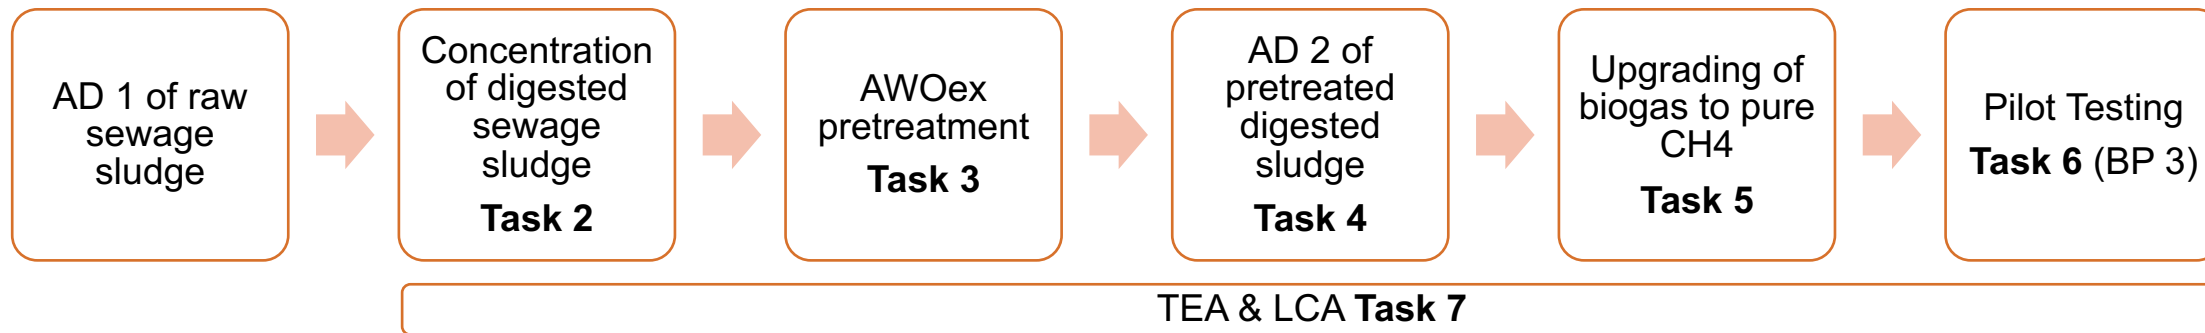 AD 1 of raw
sewage
sludge
Concentration
of digested
sewage
sludge
Task 2
AWOex
pretreatment
Task 3
AD 2 of
pretreated
digested
sludge
Task 4
Upgrading of
biogas to pure
CH4
Task 5
Pilot Testing
Task 6 (BP 3)
TEA & LCA Task 7